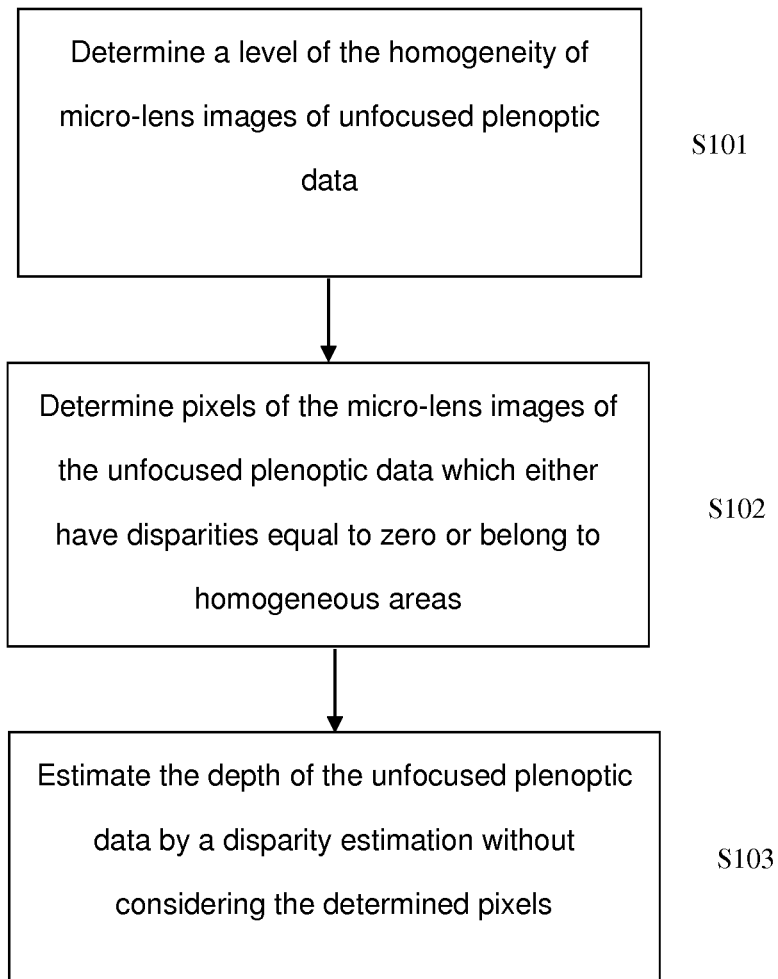 Determine a level of the homogeneity of
micro-lens images of unfocused plenoptic
data
S101
Determine pixels of the micro-lens images of
the unfocused plenoptic data which either
have disparities equal to zero or belong to
homogeneous areas
S102
Estimate the depth of the unfocused plenoptic
data by a disparity estimation without
considering the determined pixels
S103